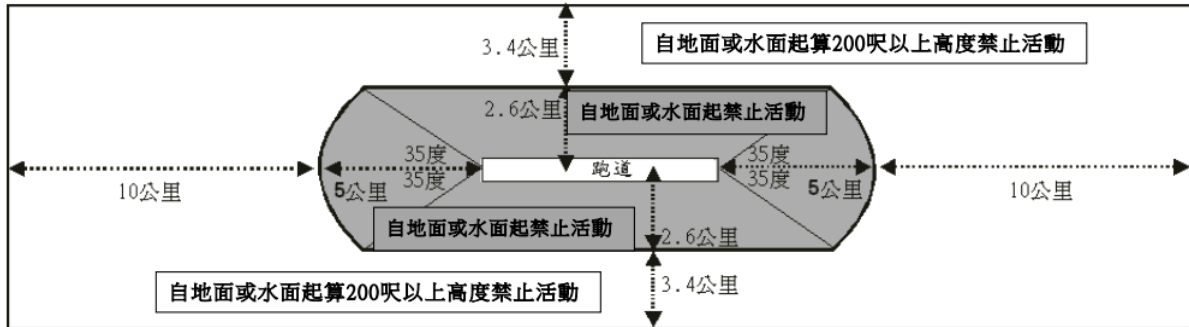 自地面或水面起算200呎以上高度禁止活動
3.4公里
2.6公里
自地面或水面起禁止活動
35度
35度
35度
35度
跑道
10公里
5公里
5公里
10公里
自地面或水面起禁止活動
2.6公里
3.4公里
自地面或水面起算200呎以上高度禁止活動